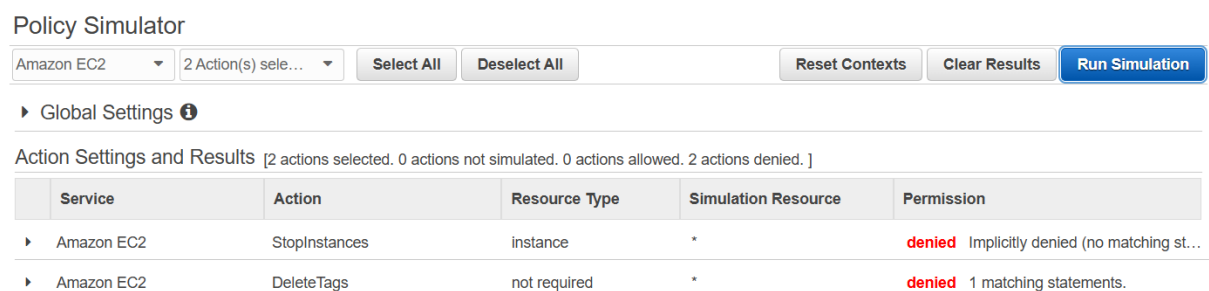 Policy Simulator
Amazon EC2 2 Action(s) sele... Select All Deselect All Reset Contexts Clear Results Run Simulation
Global Settings
Action Settings and Results [2 actions selected. 0 actions not simulated. 0 actions allowed. 2 actions denied. ]
Service Action Resource Type Simulation Resource Permission
Amazon EC2 StopInstances instance * denied Implicitly denied (no matching st...
Amazon EC2 DeleteTags not required * denied 1 matching statements.